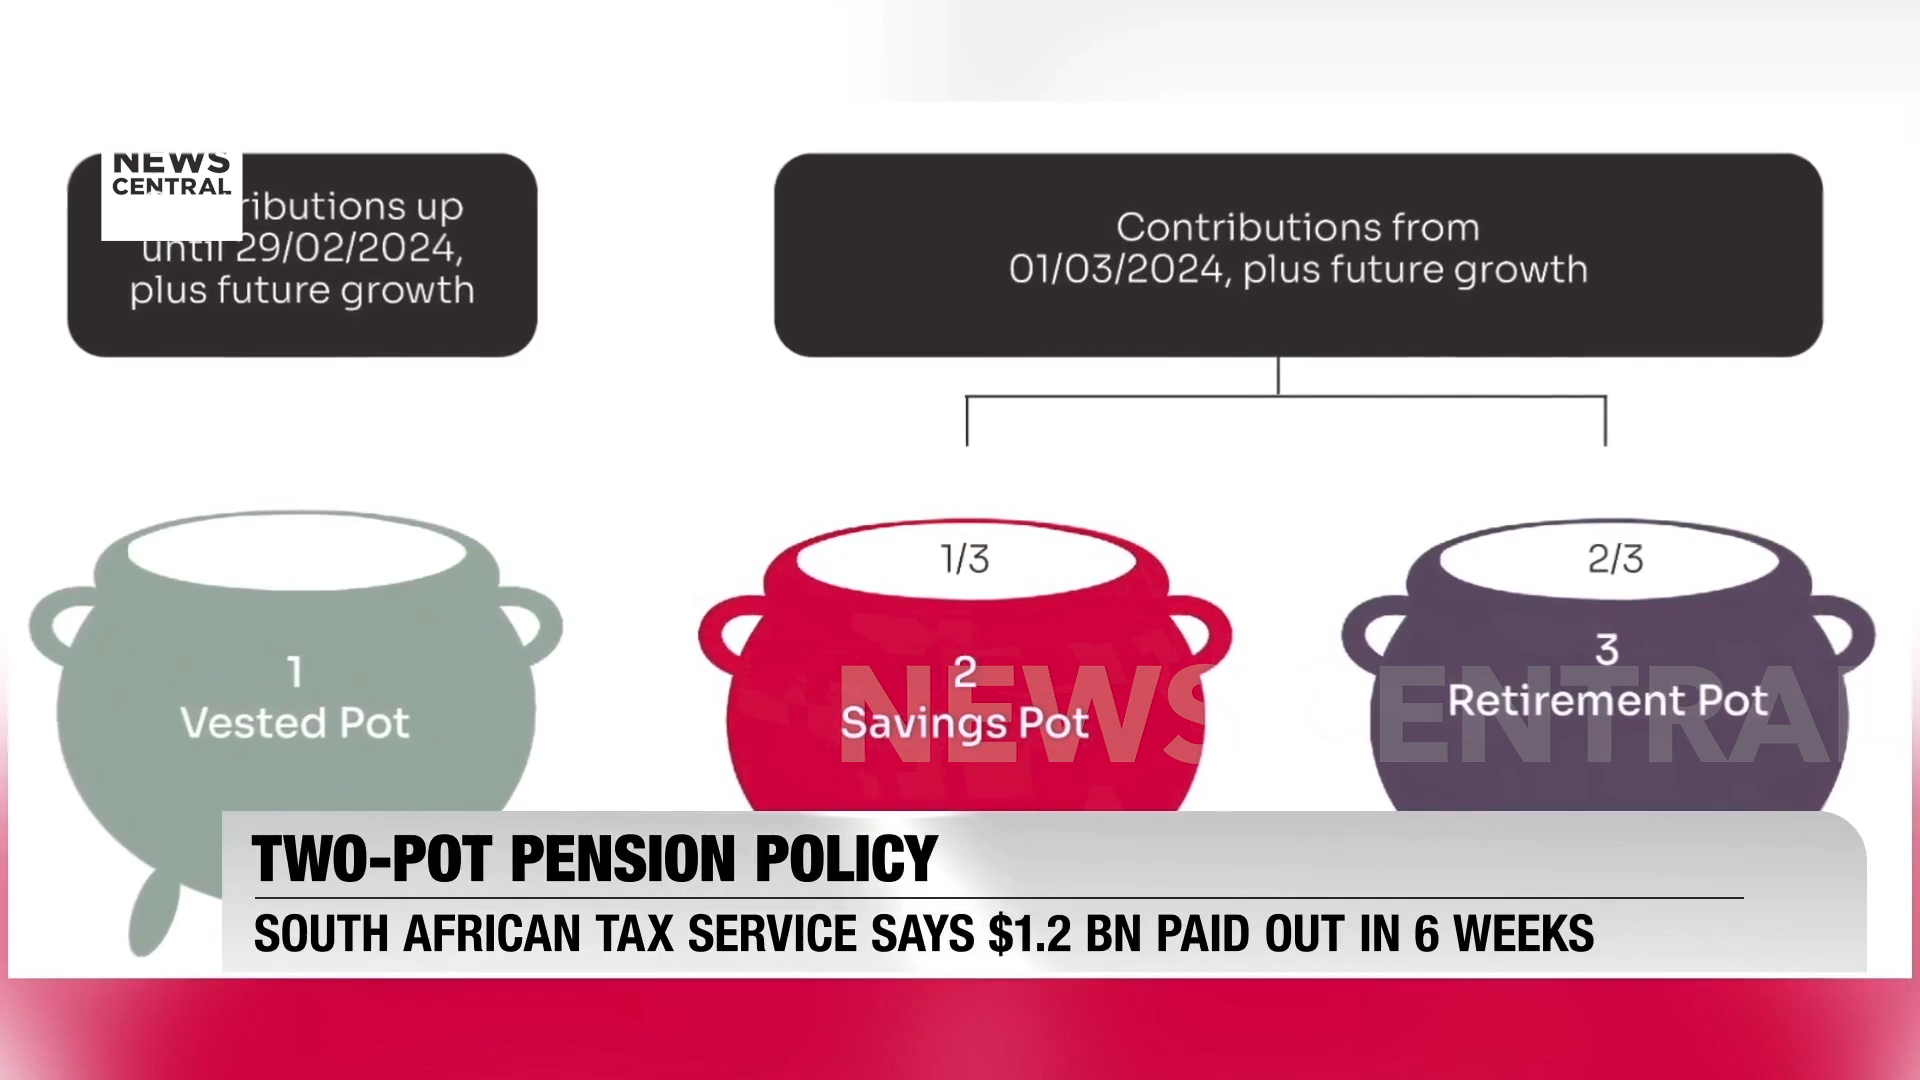 NEWS
CENTRAL
ributions up
until 29/02/2024,
plus future growth
Contributions from
01/03/2024, plus future growth
1/3
2/3
1
Vested Pot
2
Savings Pot
3
Retirement Pot
NEWS CENTRAL
TWO-POT PENSION POLICY
SOUTH AFRICAN TAX SERVICE SAYS $1.2 BN PAID OUT IN 6 WEEKS